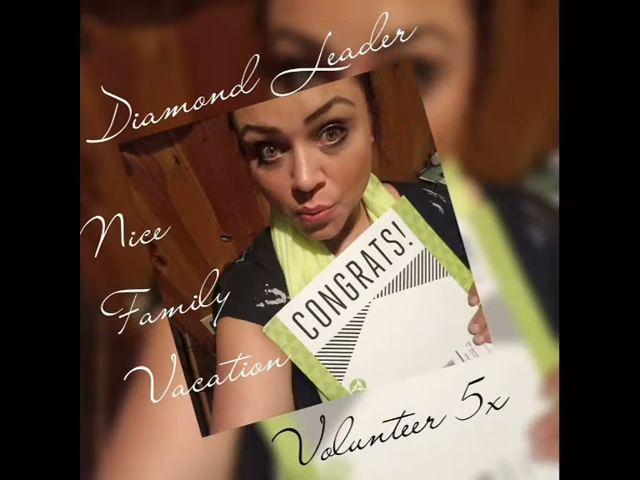 Diamond Leader
Nice
Family
Vacation
CONGRATS!
Volunteer 5x